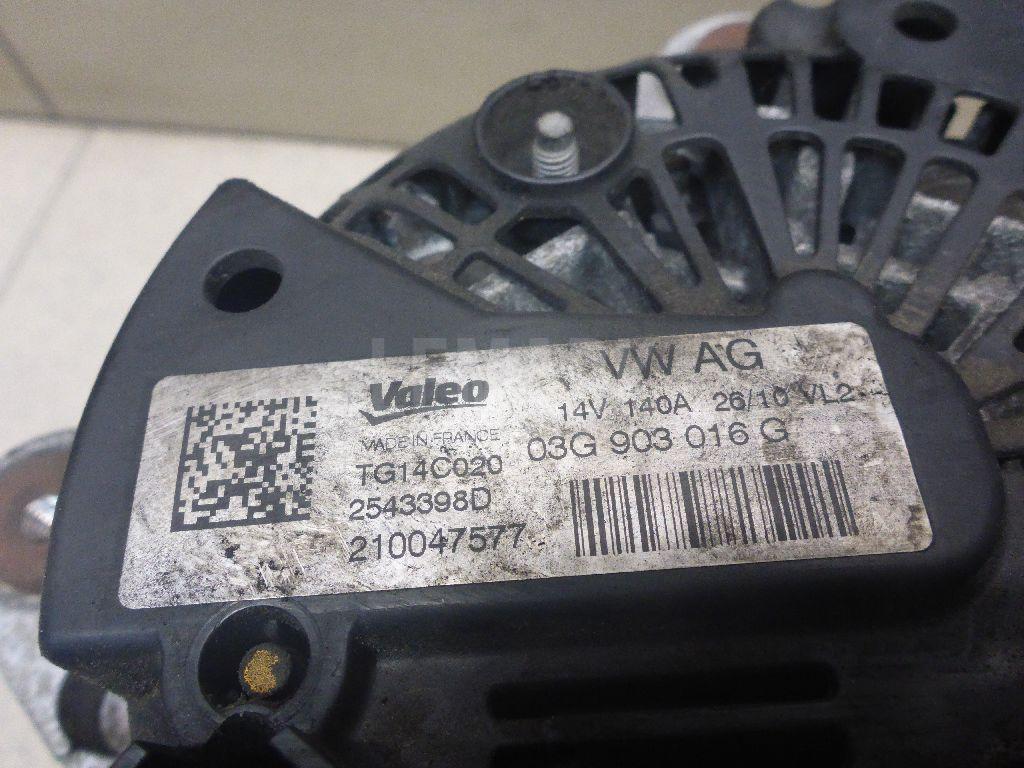 Valeo
MADE IN FRANCE
TG14C020
2543398D
210047577
VW AG
14V 140A 26/10 VL2
03G 903 016 G